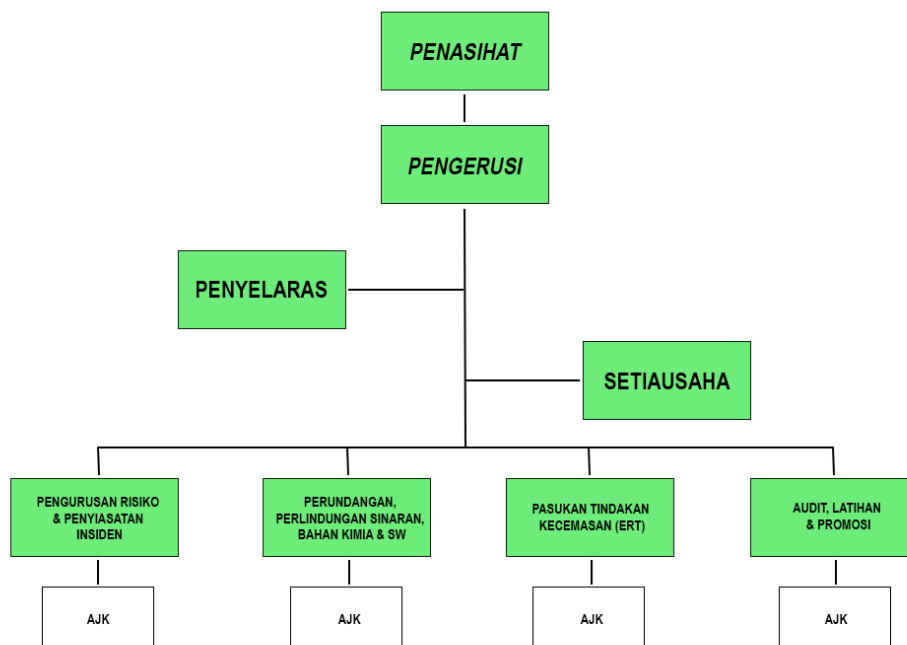 PENASIHAT
PENGERUSI
PENYELARAS
SETIAUSAHA
PENGURUSAN RISIKO
& PENYIASATAN
INSIDEN
PERUNDANGAN,
PERLINDUNGAN SINARAN,
BAHAN KIMIA & SW
PASUKAN TINDAKAN
KECEMASAN (ERT)
AUDIT, LATIHAN
& PROMOSI
AJK
AJK
AJK
AJK